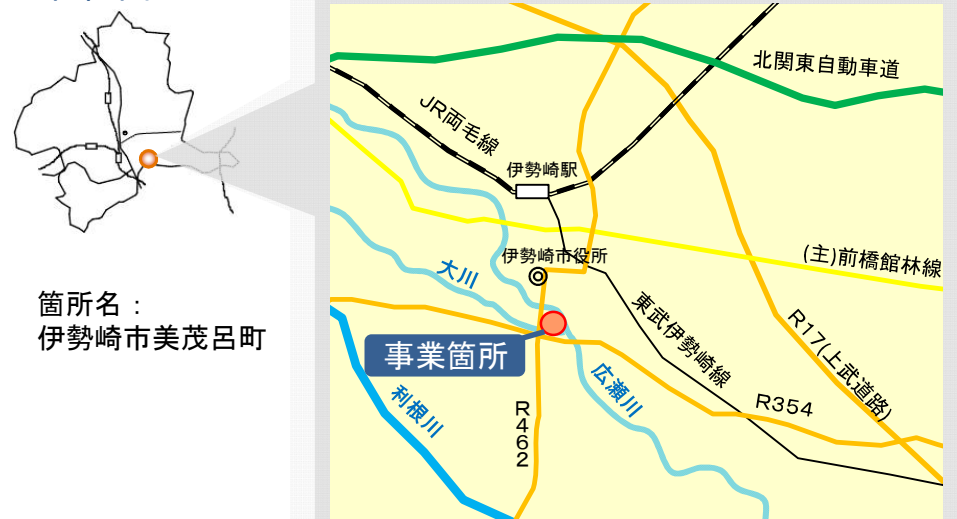 箇所名：
伊勢崎市美茂呂町
北関東自動車道
JR両毛線
伊勢崎駅
(主)前橋館林線
伊勢崎市役所
大川
東武伊勢崎線
R17(上武道路)
事業箇所
広瀬川
利根川
R462
R354